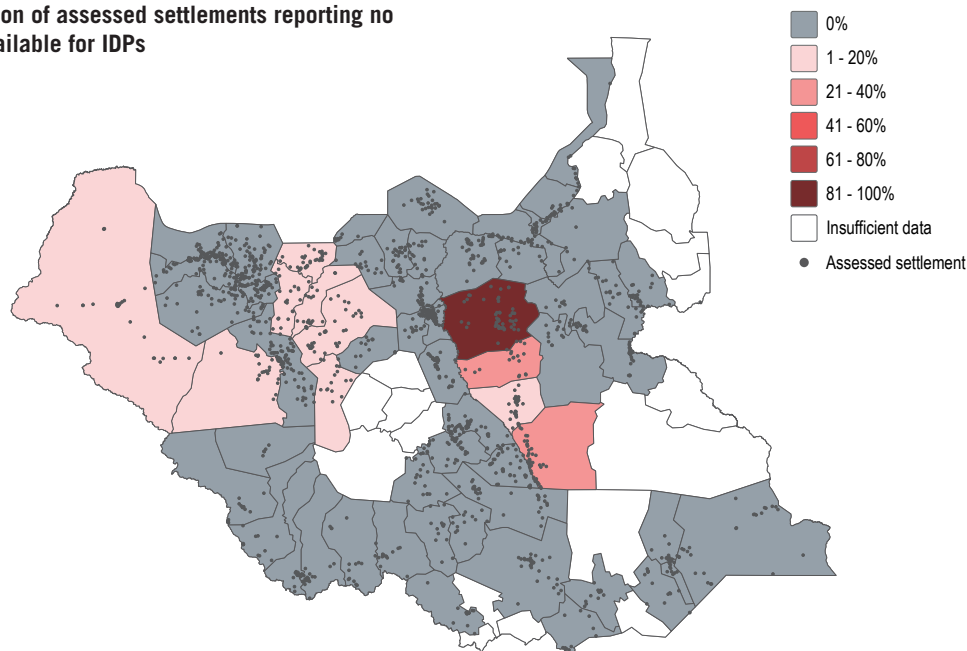 on of assessed settlements reporting no
ailable for IDPs
0%
1 - 20%
21 - 40%
41 - 60%
61 - 80%
81 - 100%
Insufficient data
Assessed settlement